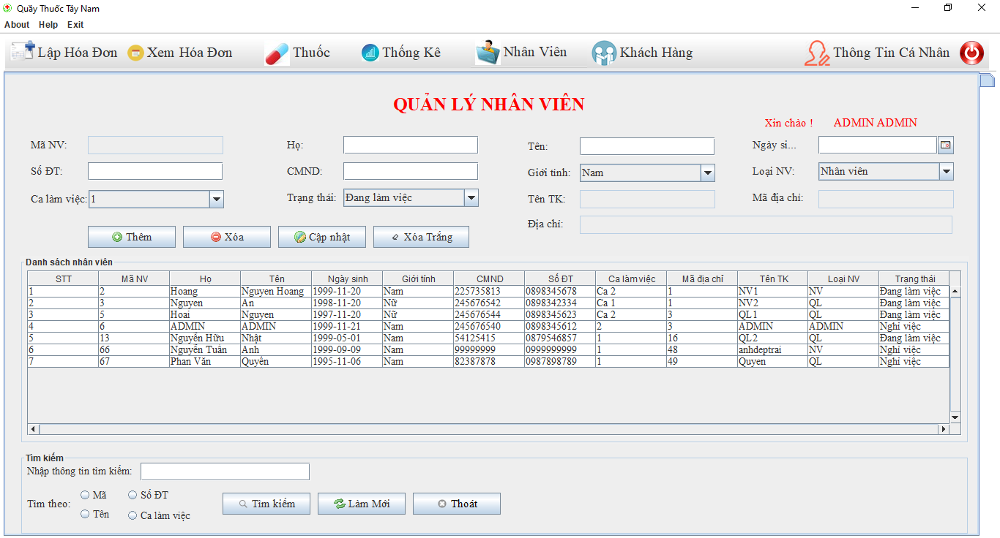 Quầy Thuốc Tây Nam
About Help Exit
Lập Hóa Đơn Xem Hóa Đơn Thuốc Thống Kê Nhân Viên Khách Hàng Thông Tin Cá Nhân
QUẢN LÝ NHÂN VIÊN
Xin chào ! ADMIN ADMIN
Mã NV: Họ: Tên: Ngày si...
Số ĐT: CMND: Giới tính: Nam Loại NV: Nhân viên
Ca làm việc: 1 Trạng thái: Đang làm việc Tên TK: Mã địa chỉ:
Địa chỉ:
Thêm Xóa Cập nhật Xóa Trắng
Danh sách nhân viên
STT Mã NV Họ Tên Ngày sinh Giới tính CMND Số ĐT Ca làm việc Mã địa chỉ Tên TK Loại NV Trạng thái
1 2 Hoang Nguyen Hoang 1999-11-20 Nam 225735813 0898345678 Ca 2 1 NV1 NV Đang làm việc
2 3 Nguyen An 1998-11-20 Nữ 245676542 0898342334 Ca 1 1 NV2 QL Đang làm việc
3 5 Hoai Nguyen 1997-11-20 Nữ 245676544 0898345623 Ca 2 3 QL1 QL Đang làm việc
4 6 ADMIN ADMIN 1999-11-21 Nam 245676540 0898345612 2 3 ADMIN ADMIN Nghỉ việc
5 13 Nguyễn Hữu Nhật 1999-05-01 Nam 54125415 0879546857 1 16 QL2 QL Đang làm việc
6 66 Nguyễn Tuân Anh 1999-09-09 Nam 99999999 0999999999 1 48 anhdeptrai NV Nghỉ việc
7 67 Phan Văn Quyên 1995-11-06 Nam 82387878 0987898789 1 49 Quyen QL Nghỉ việc
Tìm kiếm
Nhập thông tin tìm kiếm:
Tìm theo: Mã Số ĐT
Tên Ca làm việc
Tìm kiếm Làm Mới Thoát